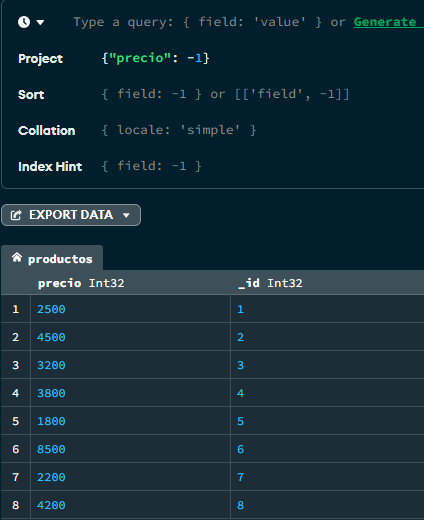 Type a query: { field: 'value' } or Generate
Project {"precio": -1}
Sort { field: -1 } or [['field', -1]]
Collation { locale: 'simple' }
Index Hint { field: -1 }
EXPORT DATA
productos
precio Int32 _id Int32
1 2500 1
2 4500 2
3 3200 3
4 3800 4
5 1800 5
6 8500 6
7 2200 7
8 4200 8